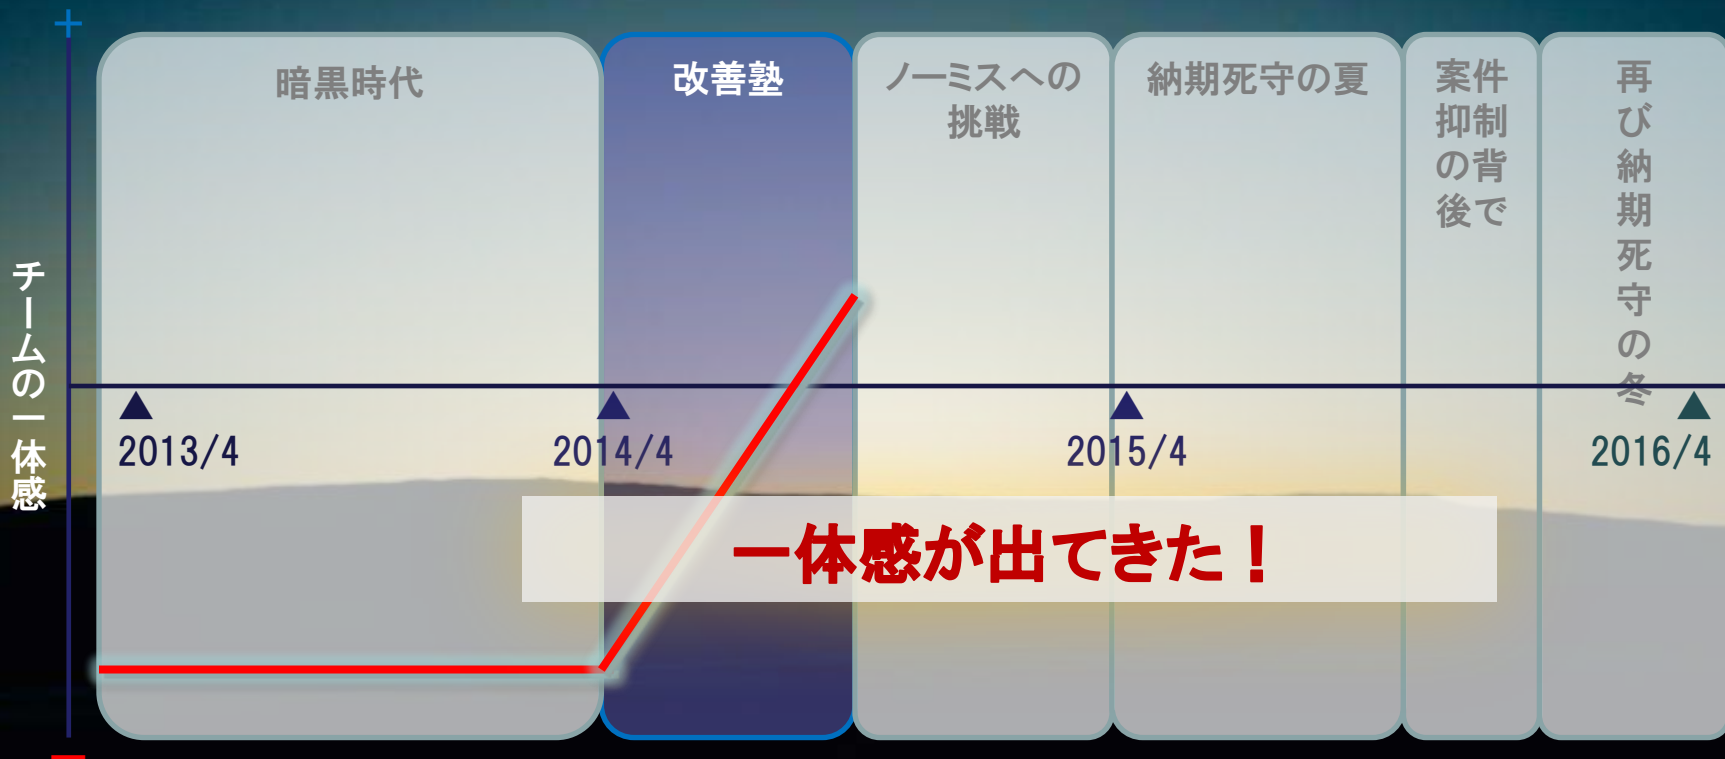 +
暗黒時代
改善塾
ノーミスへの
挑戦
納期死守の夏
案件
抑制
の背
後で
再び納期死守の冬
チームの一体感
2013/4
2014/4
2015/4
2016/4
一体感が出てきた！